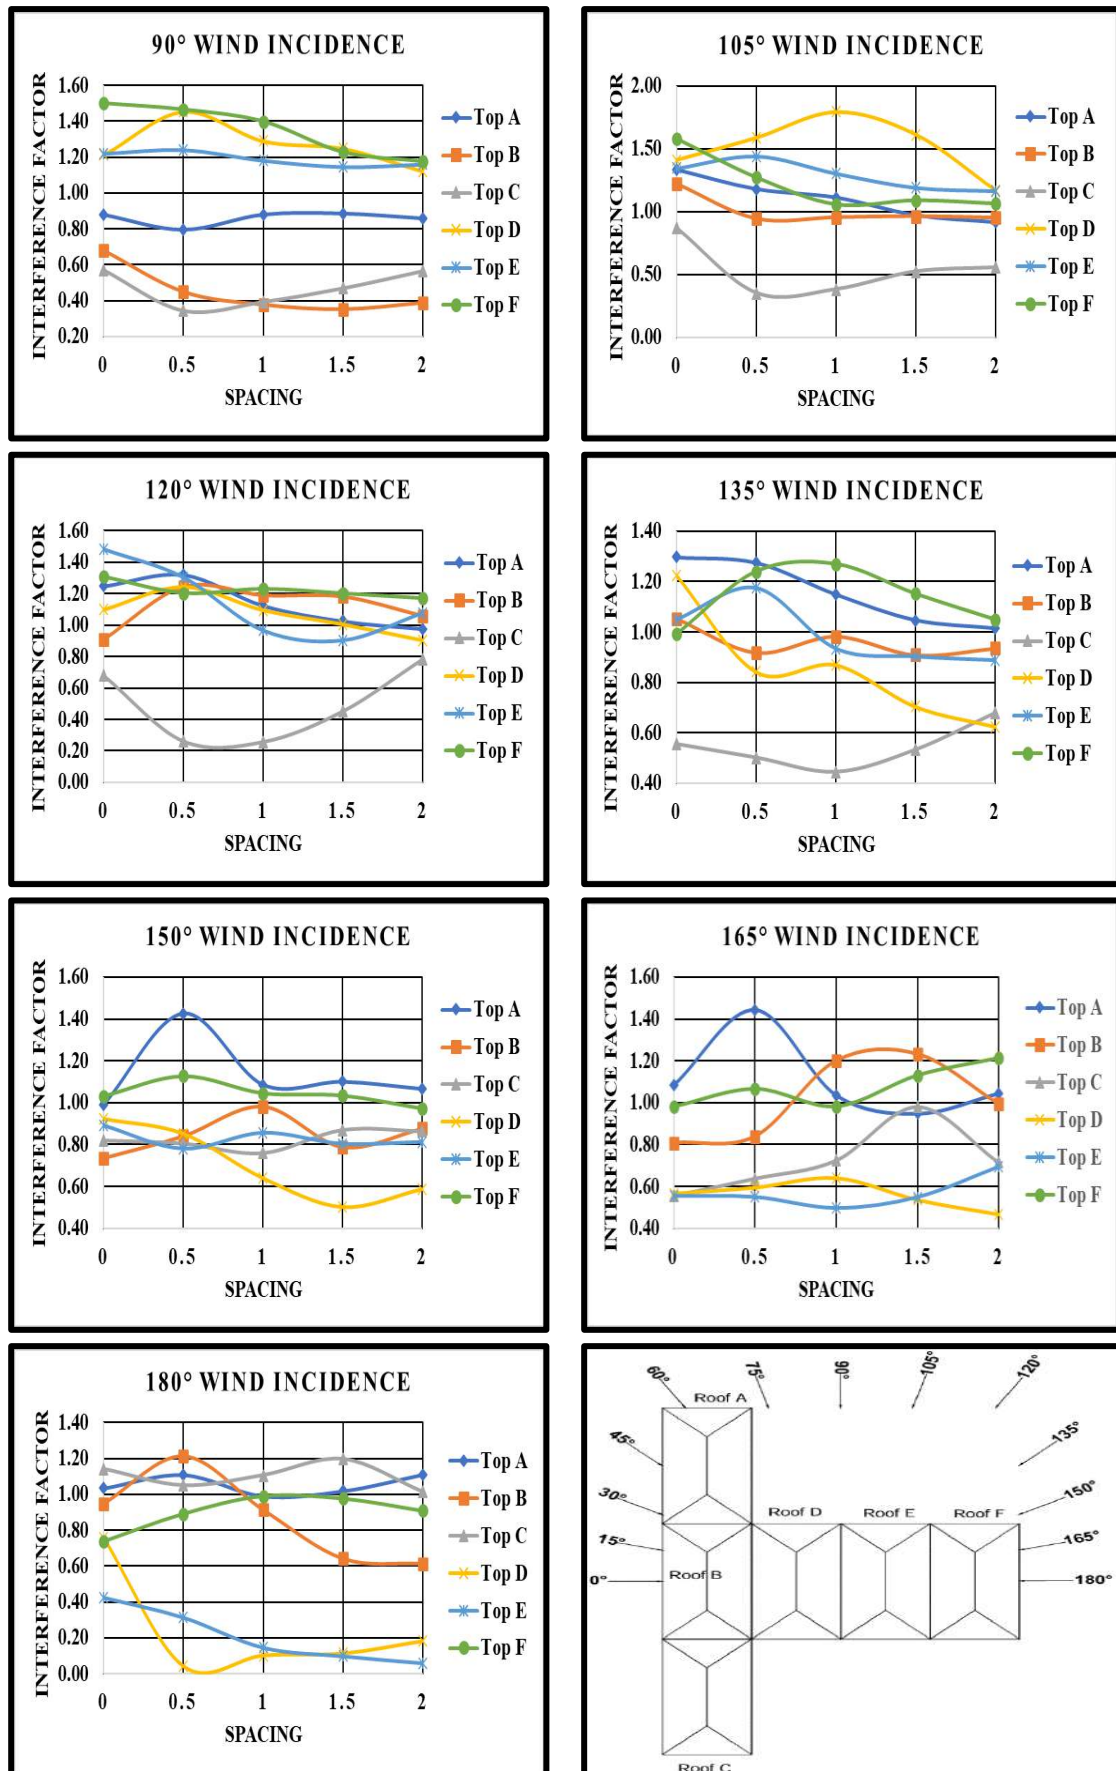 90° WIND INCIDENCE
INTERFERENCE FACTOR
1.60
1.40
1.20
1.00
0.80
0.60
0.40
0.20
0 0.5 1 1.5 2
SPACING
Top A
Top B
Top C
Top D
Top E
Top F
105° WIND INCIDENCE
INTERFERENCE FACTOR
2.00
1.50
1.00
0.50
0.00
0 0.5 1 1.5 2
SPACING
Top A
Top B
Top C
Top D
Top E
Top F
120° WIND INCIDENCE
INTERFERENCE FACTOR
1.60
1.40
1.20
1.00
0.80
0.60
0.40
0.20
0.00
0 0.5 1 1.5 2
SPACING
Top A
Top B
Top C
Top D
Top E
Top F
135° WIND INCIDENCE
INTERFERENCE FACTOR
1.40
1.20
1.00
0.80
0.60
0.40
0 0.5 1 1.5 2
SPACING
Top A
Top B
Top C
Top D
Top E
Top F
150° WIND INCIDENCE
INTERFERENCE FACTOR
1.60
1.40
1.20
1.00
0.80
0.60
0.40
0 0.5 1 1.5 2
SPACING
Top A
Top B
Top C
Top D
Top E
Top F
165° WIND INCIDENCE
INTERFERENCE FACTOR
1.60
1.40
1.20
1.00
0.80
0.60
0.40
0 0.5 1 1.5 2
SPACING
Top A
Top B
Top C
Top D
Top E
Top F
180° WIND INCIDENCE
INTERFERENCE FACTOR
1.40
1.20
1.00
0.80
0.60
0.40
0.20
0.00
0 0.5 1 1.5 2
SPACING
Top A
Top B
Top C
Top D
Top E
Top F
60° 75° 90° 105° 120°
Roof A
45° 135°
30° 150°
Roof D Roof E Roof F
15° 165°
0° Roof B 180°
Roof C